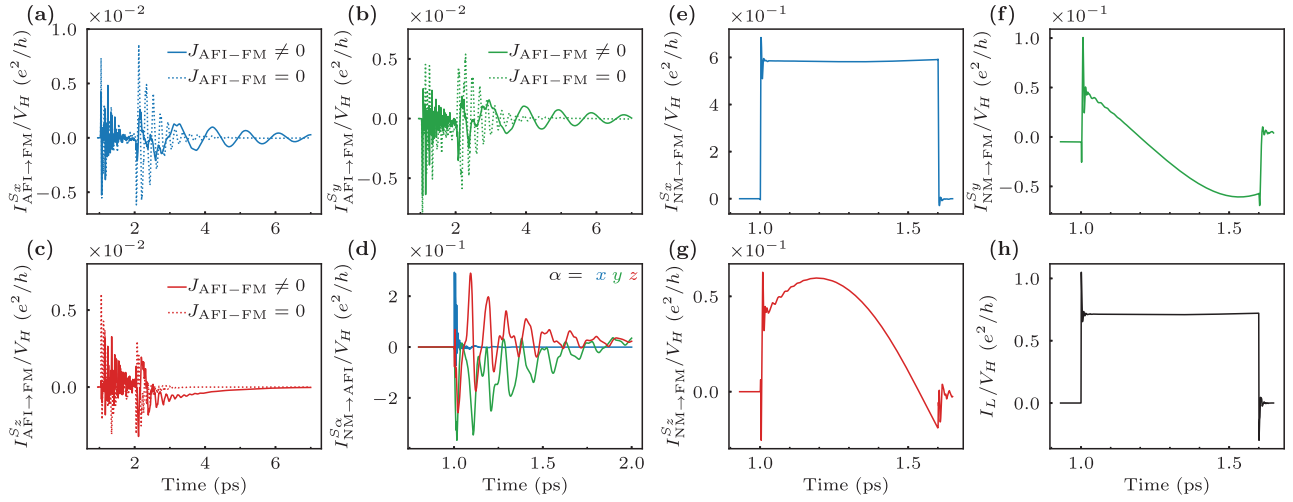 (a) ×10⁻²
1.0
0.5
0.0
−0.5
I^{S_x}_{AFI→FM}/V_H (e²/h)
J_{AFI−FM} ≠ 0
J_{AFI−FM} = 0
2 4 6
(b) ×10⁻²
0.5
0.0
−0.5
I^{S_y}_{AFI→FM}/V_H (e²/h)
J_{AFI−FM} ≠ 0
J_{AFI−FM} = 0
2 4 6
(e) ×10⁻¹
6
4
2
0
I^{S_x}_{NM→FM}/V_H (e²/h)
1.0 1.5
(f) ×10⁻¹
1.0
0.5
0.0
−0.5
I^{S_y}_{NM→FM}/V_H (e²/h)
1.0 1.5
(c) ×10⁻²
0.5
0.0
I^{S_z}_{AFI→FM}/V_H (e²/h)
J_{AFI−FM} ≠ 0
J_{AFI−FM} = 0
2 4 6
Time (ps)
(d) ×10⁻¹
2
0
−2
I^{S_α}_{NM→AFI}/V_H (e²/h)
α = x y z
1.0 1.5 2.0
Time (ps)
(g) ×10⁻¹
0.5
0.0
I^{S_z}_{NM→FM}/V_H (e²/h)
1.0 1.5
Time (ps)
(h)
1.0
0.5
0.0
I_L/V_H (e²/h)
1.0 1.5
Time (ps)